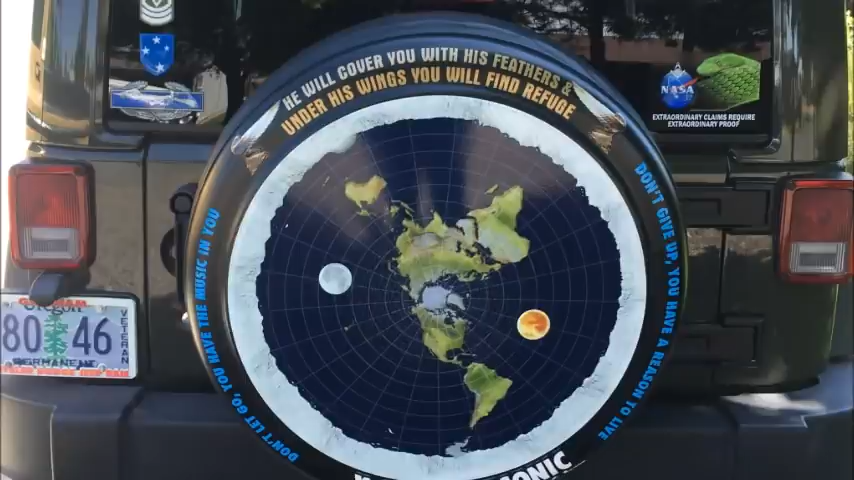 HE WILL COVER YOU WITH HIS FEATHERS &
UNDER HIS WINGS YOU WILL FIND REFUGE
NASA
EXTRAORDINARY CLAIMS REQUIRE
EXTRAORDINARY PROOF
DON'T LET GO, YOU HAVE THE MUSIC IN YOU
DON'T GIVE UP, YOU HAVE A REASON TO LIVE
Oregon
80 46
VETERAN
PERMANENT
ONIC